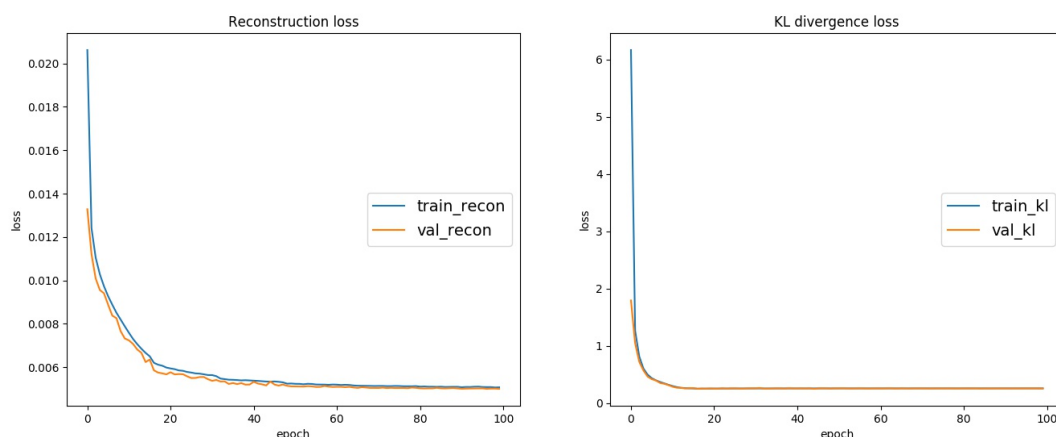 Reconstruction loss
0.020
0.018
0.016
0.014
0.012
0.010
0.008
0.006
loss
0
20
40
60
80
100
epoch
train_recon
val_recon
KL divergence loss
6
5
4
3
2
1
0
loss
0
20
40
60
80
100
epoch
train_kl
val_kl